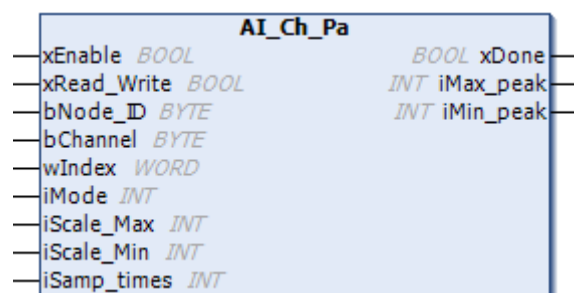 AI_Ch_Pa
xEnable BOOL BOOL xDone
xRead_Write BOOL INT iMax_peak
bNode_ID BYTE INT iMin_peak
bChannel BYTE
wIndex WORD
iMode INT
iScale_Max INT
iScale_Min INT
iSamp_times INT